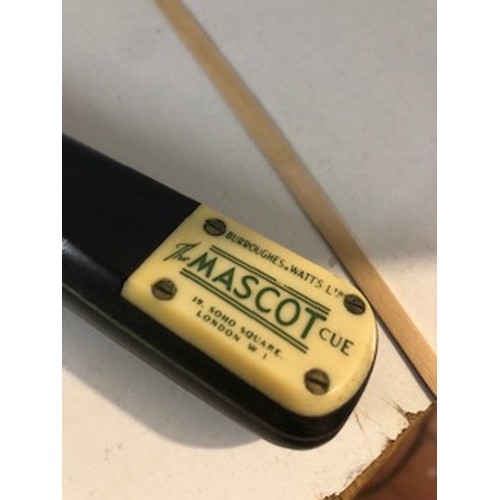 BURROUGHES & WATTS LTD
The MASCOT CUE
19, SOHO SQUARE.
LONDON W 1